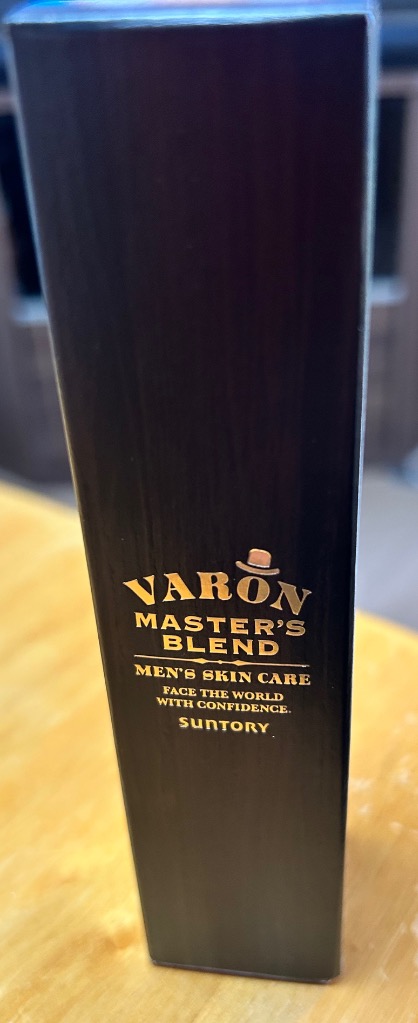 VARON
MASTER'S
BLEND
MEN'S SKIN CARE
FACE THE WORLD
WITH CONFIDENCE.
SUNTORY